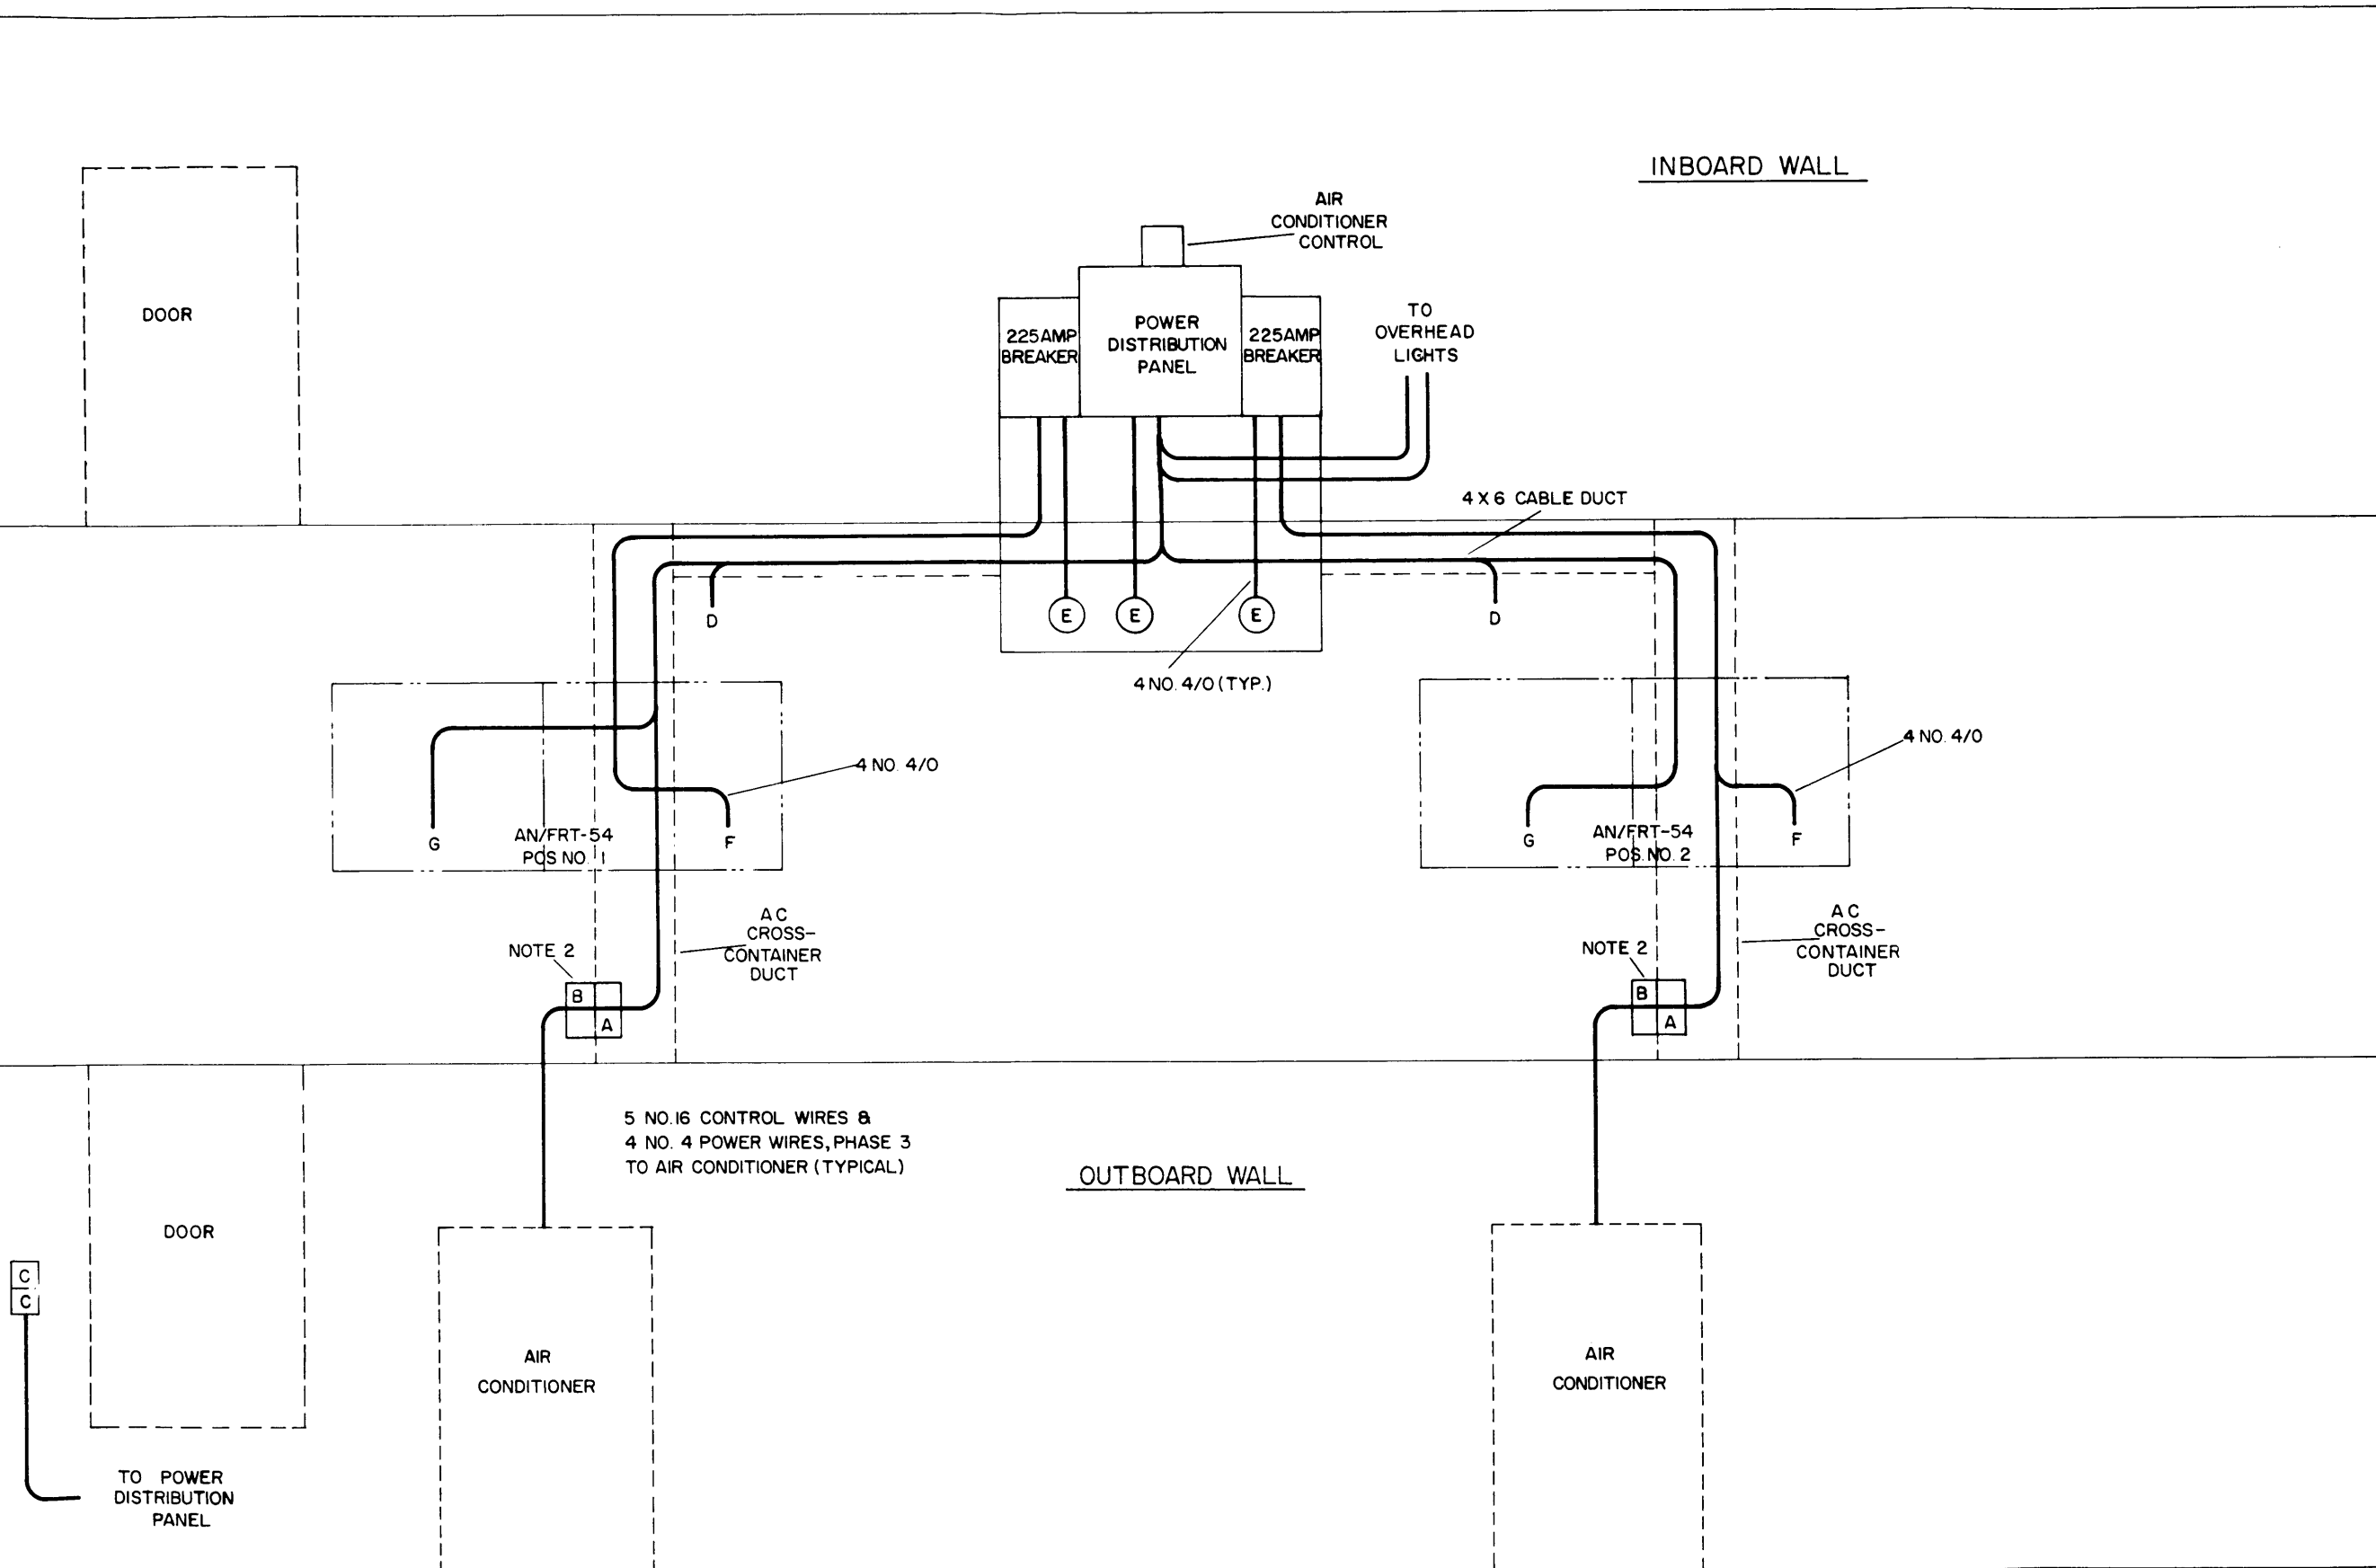 INBOARD WALL
AIR
CONDITIONER
CONTROL
DOOR
225AMP
BREAKER
POWER
DISTRIBUTION
PANEL
225AMP
BREAKER
TO
OVERHEAD
LIGHTS
4 X 6 CABLE DUCT
D
E
E
E
D
4 NO. 4/0 (TYP.)
4 NO. 4/0
4 NO. 4/0
G
AN/FRT-54
POS NO. 1
F
G
AN/FRT-54
POS. NO. 2
F
AC
CROSS-
CONTAINER
DUCT
NOTE 2
B
A
AC
CROSS-
CONTAINER
DUCT
NOTE 2
B
A
5 NO.16 CONTROL WIRES &
4 NO. 4 POWER WIRES, PHASE 3
TO AIR CONDITIONER (TYPICAL)
OUTBOARD WALL
DOOR
C
C
AIR
CONDITIONER
AIR
CONDITIONER
TO POWER
DISTRIBUTION
PANEL